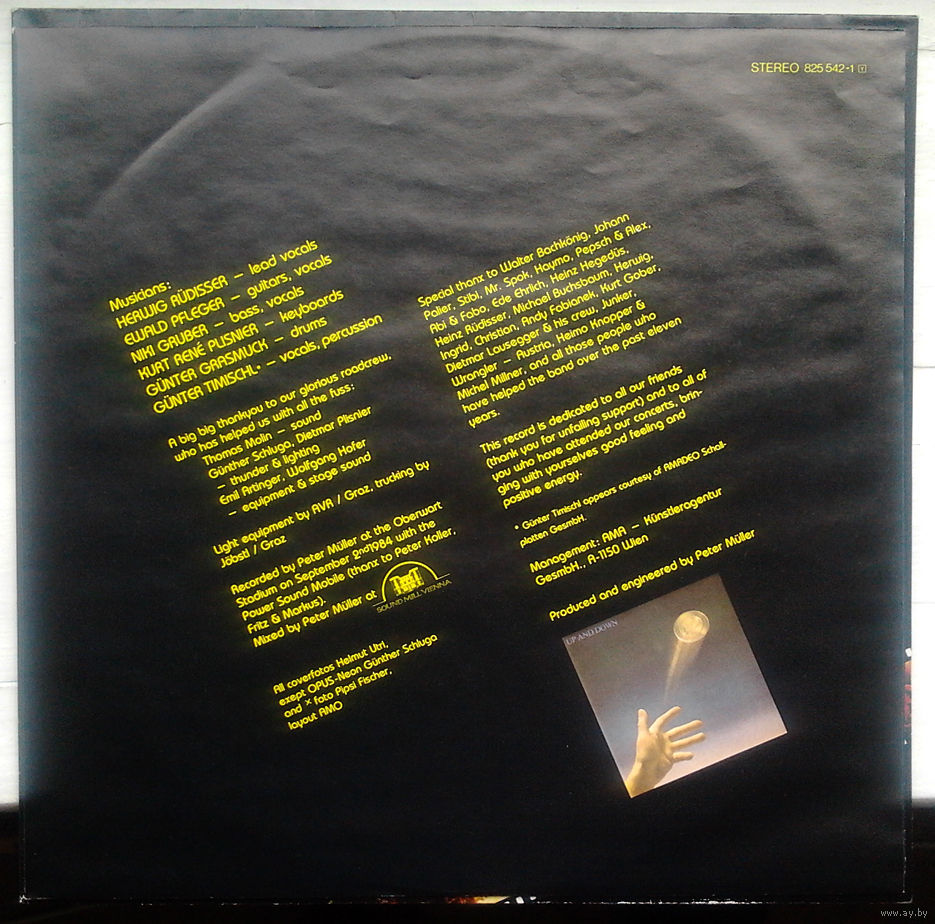 STEREO 825 542-1 Y
Musicians:
HERWIG RÜDISSER – lead vocals
EWALD PFLEGER – guitars, vocals
NIKI GRUBER – bass, vocals
KURT RENÉ PLISNIER – keyboards
GÜNTER GRASMUCK – drums
GÜNTER TIMISCHL* – vocals, percussion
A big big thankyou to our glorious roadcrew,
who has helped us with all the fuss:
Thomas Molin – sound
Günther Schluga, Dietmar Plisnier
– thunder & lighting
Emil Artinger, Wolfgang Hofer
– equipment & stage sound
Light equipment by AVA / Graz, trucking by
Jöbstl / Graz
Recorded by Peter Müller at the Oberwart
Stadium on September 2nd1984 with the
Power Sound Mobile (thanx to Peter Koller,
Fritz & Markus).
Mixed by Peter Müller at
SOUND MILL VIENNA
All coverfotos Helmut Utri,
exept OPUS-Neon Günther Schluga
and × foto Pipsi Fischer,
layout AMO
Special thanx to Walter Bachkönig, Johann
Paller, Stibl, Mr. Spok, Haymo, Pepsch & Alex,
Abi & Fabo, Ede Ehrlich, Heinz Hegedüs,
Heinz Rüdisser, Michael Buchsbaum, Herwig,
Ingrid, Christian, Andy Fabianek, Kurt Gober,
Dietmar Lousegger & his crew, Junker,
Wrangler – Austria, Heimo Knopper &
Michel Millner, and all those people who
have helped the band over the past eleven
years.
This record is dedicated to all our friends
(thank you for unfailing support) and to all of
you who have attended our concerts, brin-
ging with yourselves good feeling and
positive energy.
* Günter Timischl appears courtesy of AMADEO Schall-
platten GesmbH.
Management: AMA – Künstleragentur
GesmbH., A-1150 Wien
Produced and engineered by Peter Müller
UP AND DOWN
www.ay.by